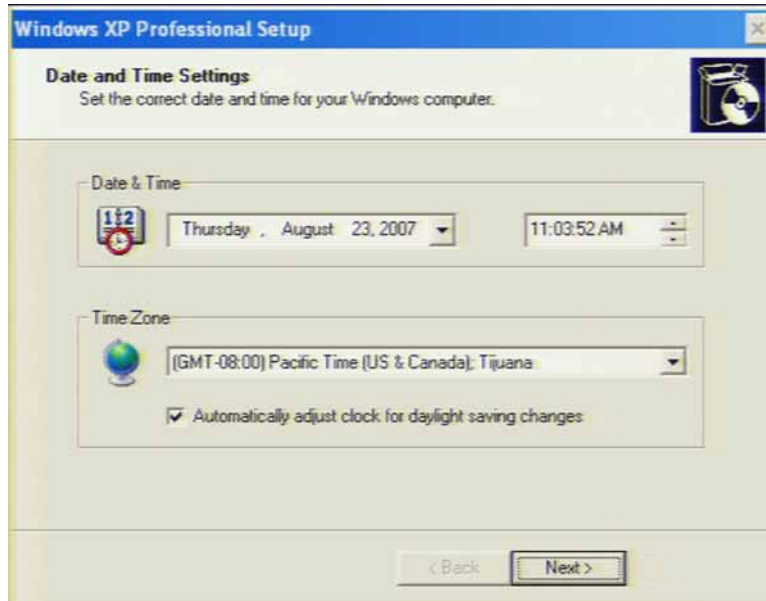 Windows XP Professional Setup
Date and Time Settings
Set the correct date and time for your Windows computer.
Date & Time
Thursday , August 23, 2007
11:03:52 AM
Time Zone
(GMT-08:00) Pacific Time (US & Canada); Tijuana
Automatically adjust clock for daylight saving changes
< Back
Next >